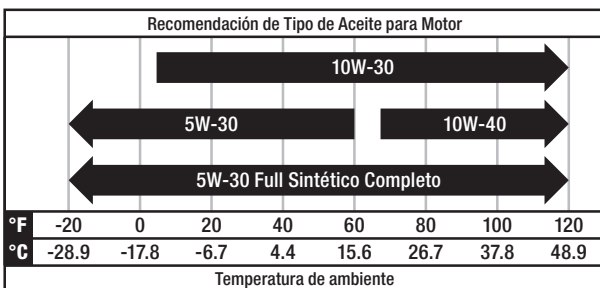 Recomendación de Tipo de Aceite para Motor
10W-30
5W-30 10W-40
5W-30 Full Sintético Completo
°F -20 0 20 40 60 80 100 120
°C -28.9 -17.8 -6.7 4.4 15.6 26.7 37.8 48.9
Temperatura de ambiente